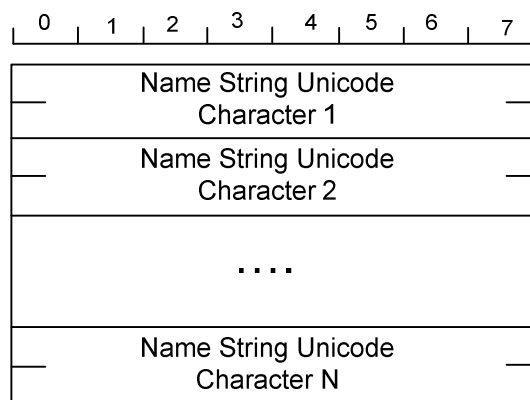 0 1 2 3 4 5 6 7
Name String Unicode
Character 1
Name String Unicode
Character 2
....
Name String Unicode
Character N